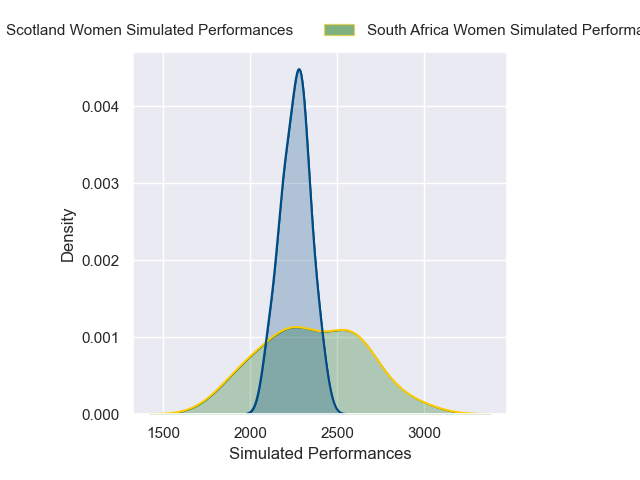 Scotland Women Simulated Performances
South Africa Women Simulated Performa
0.004
0.003
0.002
0.001
0.000
Density
1500 2000 2500 3000
Simulated Performances